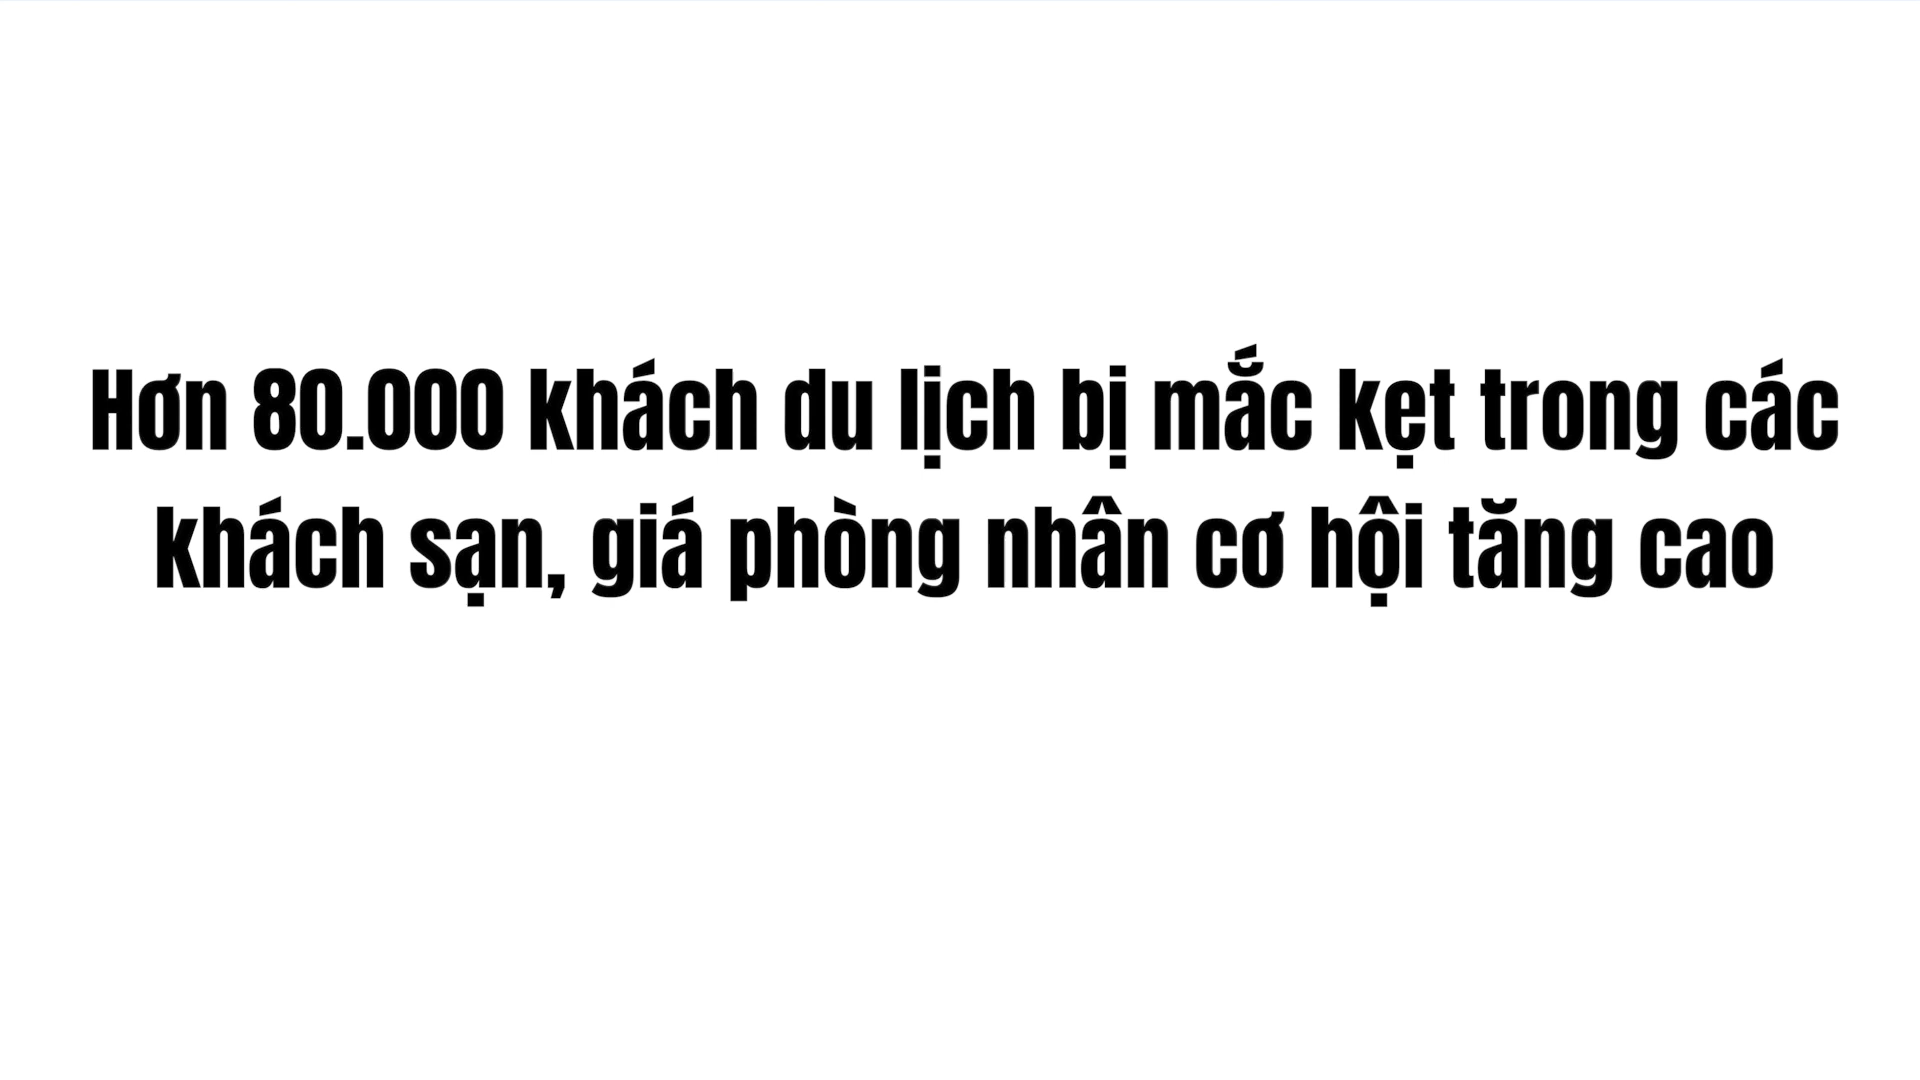 Hơn 80.000 khách du lịch bị mắc kẹt trong các
khách sạn, giá phòng nhân cơ hội tăng cao